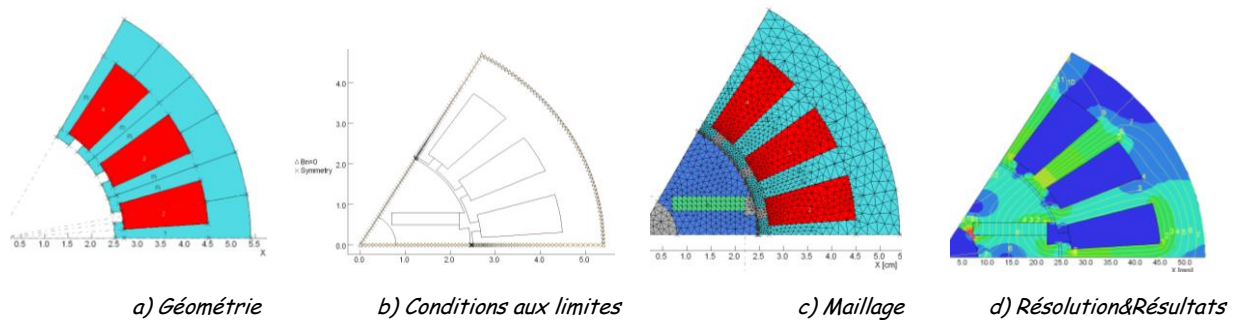 4.0
3.0
2.0
1.0
0.0
△ Bn=0
× Symmetry
0.5 1.0 1.5 2.0 2.5 3.0 3.5 4.0 4.5 5.0 5.5
X
0.0 1.0 2.0 3.0 4.0 5.0
0.5 1.0 1.5 2.0 2.5 3.0 3.5 4.0 4.5 5.0
X [cm]
5.0 10.0 15.0 20.0 25.0 30.0 35.0 40.0 45.0 50.0
X [mm]
a) Géométrie
b) Conditions aux limites
c) Maillage
d) Résolution&Résultats